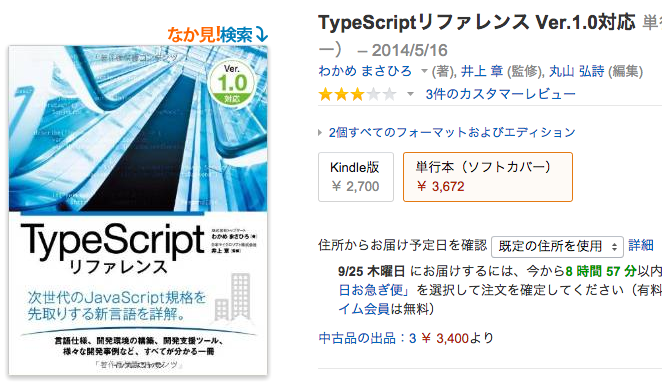 なか見!検索
Ver.
1.0
対応
TypeScript
リファレンス
わかめ まさひろ
井上 章
次世代のJavaScript規格を
先取りする新言語を詳解。
言語仕様、開発環境の構築、開発支援ツール、
様々な開発事例など、すべてが分かる一冊
TypeScriptリファレンス Ver.1.0対応 単行
ー） – 2014/5/16
わかめ まさひろ (著), 井上 章 (監修), 丸山 弘詩 (編集)
3件のカスタマーレビュー
2個すべてのフォーマットおよびエディション
Kindle版
¥ 2,700
単行本（ソフトカバー）
¥ 3,672
住所からお届け予定日を確認 既定の住所を使用 詳細
9/25 木曜日 にお届けするには、今から8 時間 57 分以内
日お急ぎ便」を選択して注文を確定してください（有料
イム会員は無料）
中古品の出品：3 ¥ 3,400より